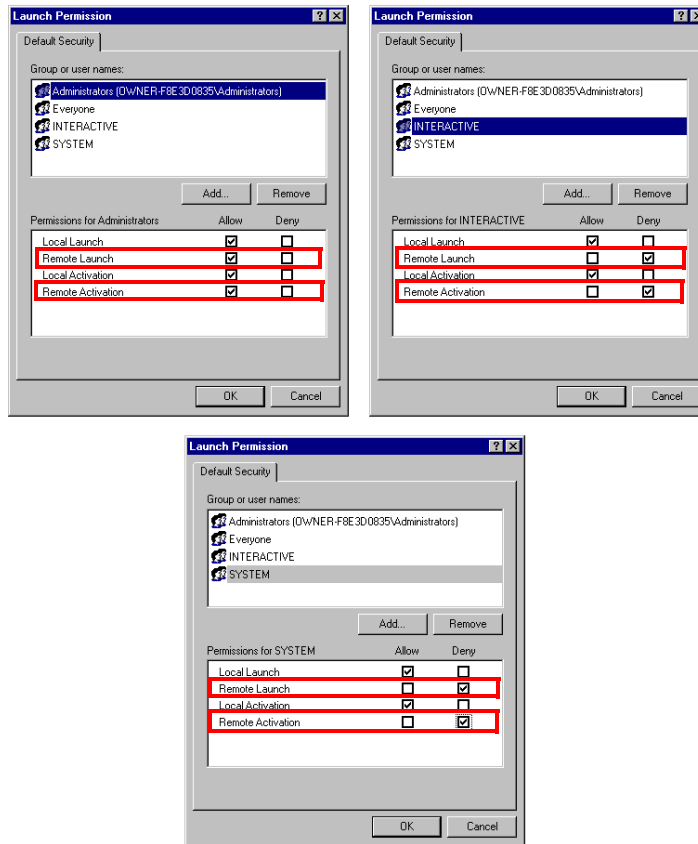 Launch Permission
Default Security
Group or user names:
Administrators (OWNER-F8E3D0835\Administrators)
Everyone
INTERACTIVE
SYSTEM
Add... Remove
Permissions for Administrators Allow Deny
Local Launch
Remote Launch
Local Activation
Remote Activation
OK Cancel
Launch Permission
Default Security
Group or user names:
Administrators (OWNER-F8E3D0835\Administrators)
Everyone
INTERACTIVE
SYSTEM
Add... Remove
Permissions for INTERACTIVE Allow Deny
Local Launch
Remote Launch
Local Activation
Remote Activation
OK Cancel
Launch Permission
Default Security
Group or user names:
Administrators (OWNER-F8E3D0835\Administrators)
Everyone
INTERACTIVE
SYSTEM
Add... Remove
Permissions for SYSTEM Allow Deny
Local Launch
Remote Launch
Local Activation
Remote Activation
OK Cancel